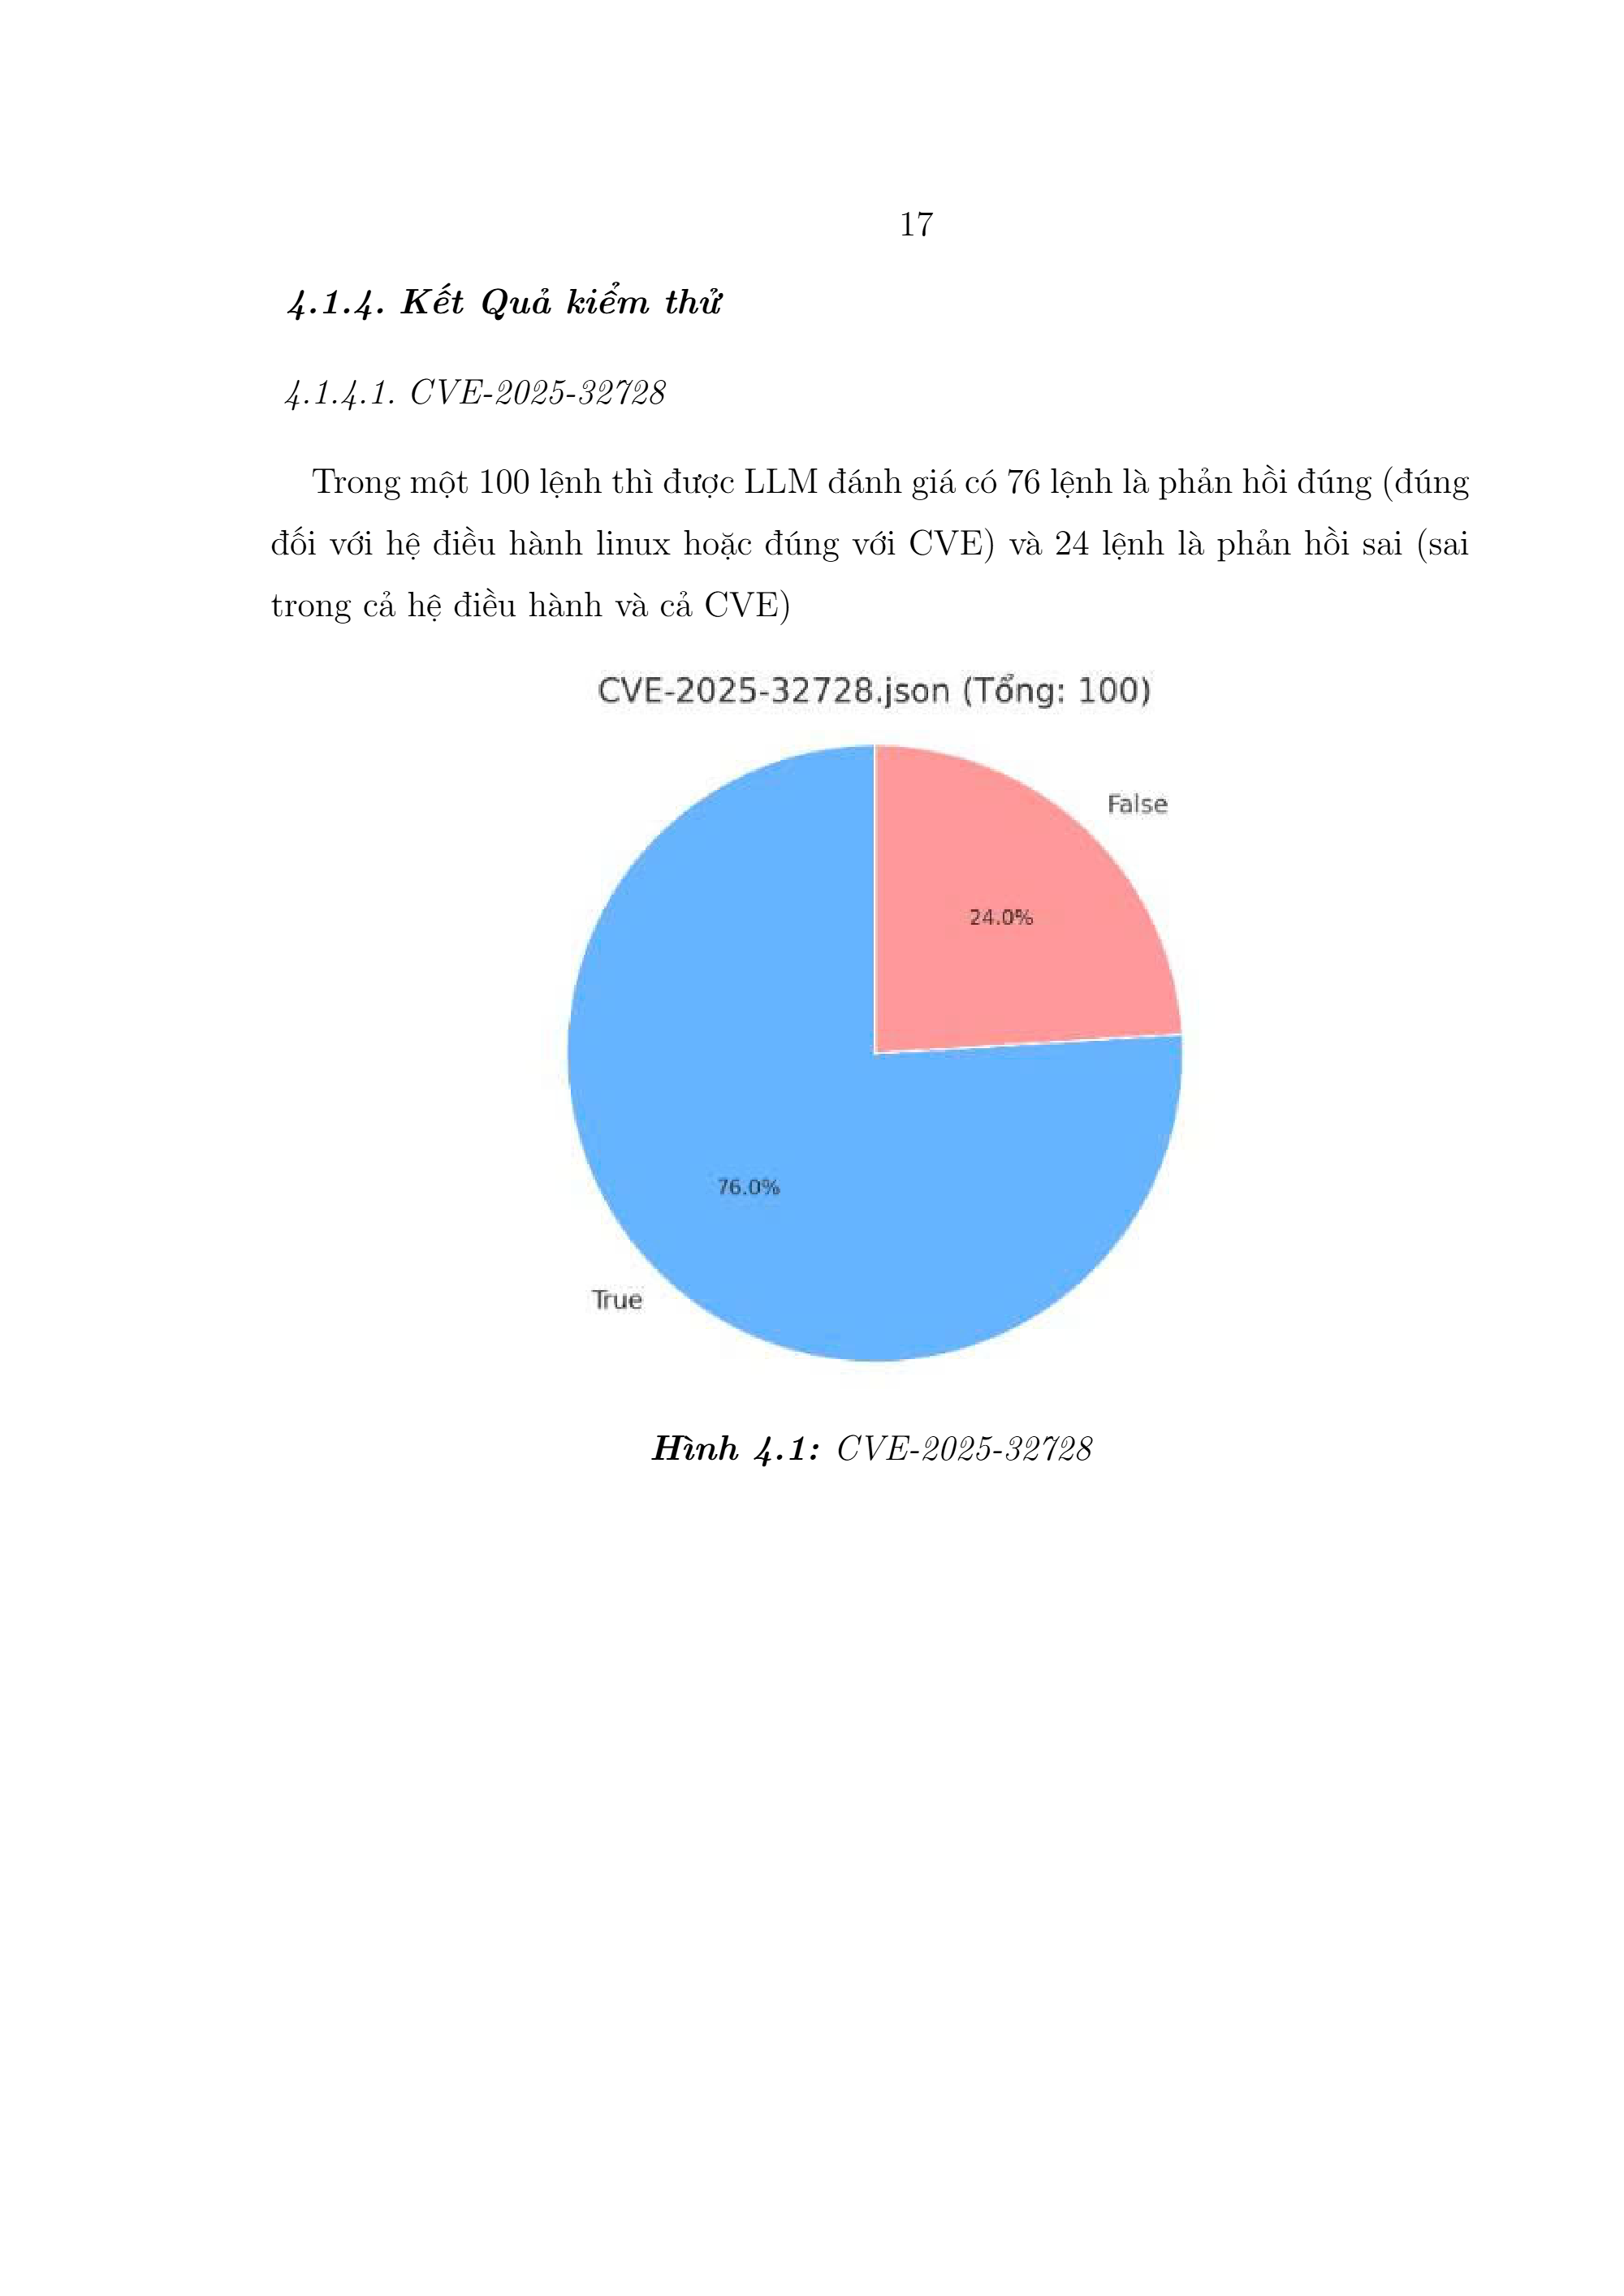 17
4.1.4. Kết Quả kiểm thử
4.1.4.1. CVE-2025-32728
Trong một 100 lệnh thì được LLM đánh giá có 76 lệnh là phản hồi đúng (đúng
đối với hệ điều hành linux hoặc đúng với CVE) và 24 lệnh là phản hồi sai (sai
trong cả hệ điều hành và cả CVE)
CVE-2025-32728.json (Tổng: 100)
False
24.0%
76.0%
True
Hình 4.1: CVE-2025-32728